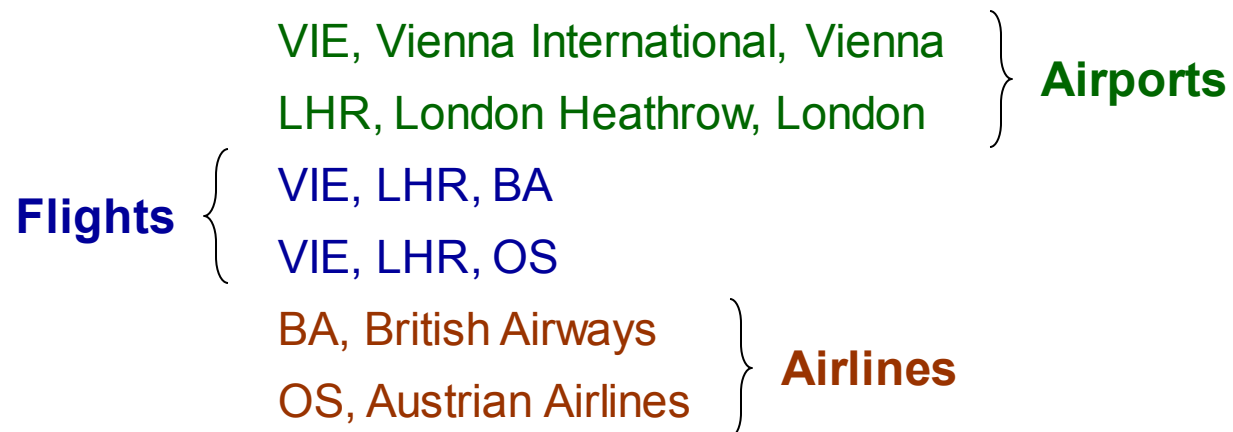 VIE, Vienna International, Vienna
Airports
LHR, London Heathrow, London
VIE, LHR, BA
Flights
VIE, LHR, OS
BA, British Airways
Airlines
OS, Austrian Airlines